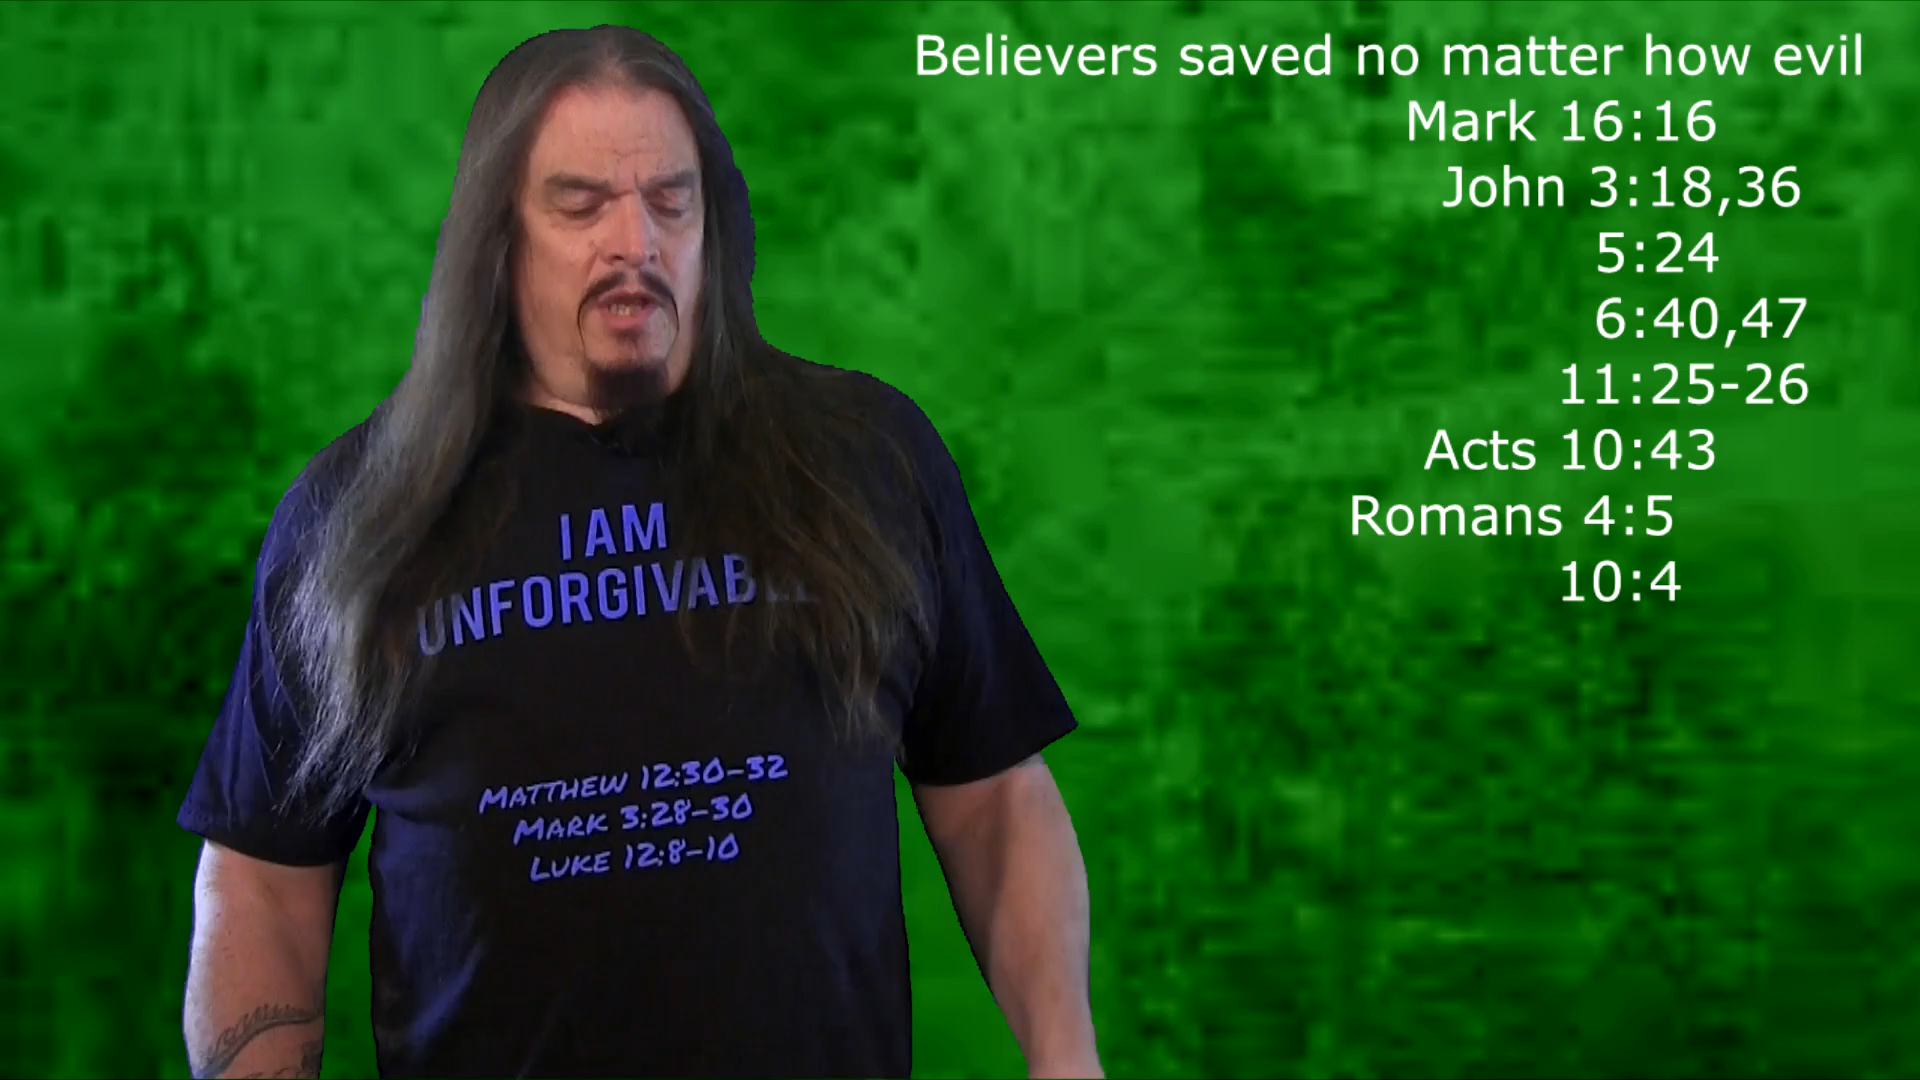 Believers saved no matter how evil
Mark 16:16
John 3:18,36
5:24
6:40,47
11:25-26
Acts 10:43
Romans 4:5
10:4
I AM
UNFORGIVABLE
MATTHEW 12:30-32
MARK 3:28-30
LUKE 12:8-10